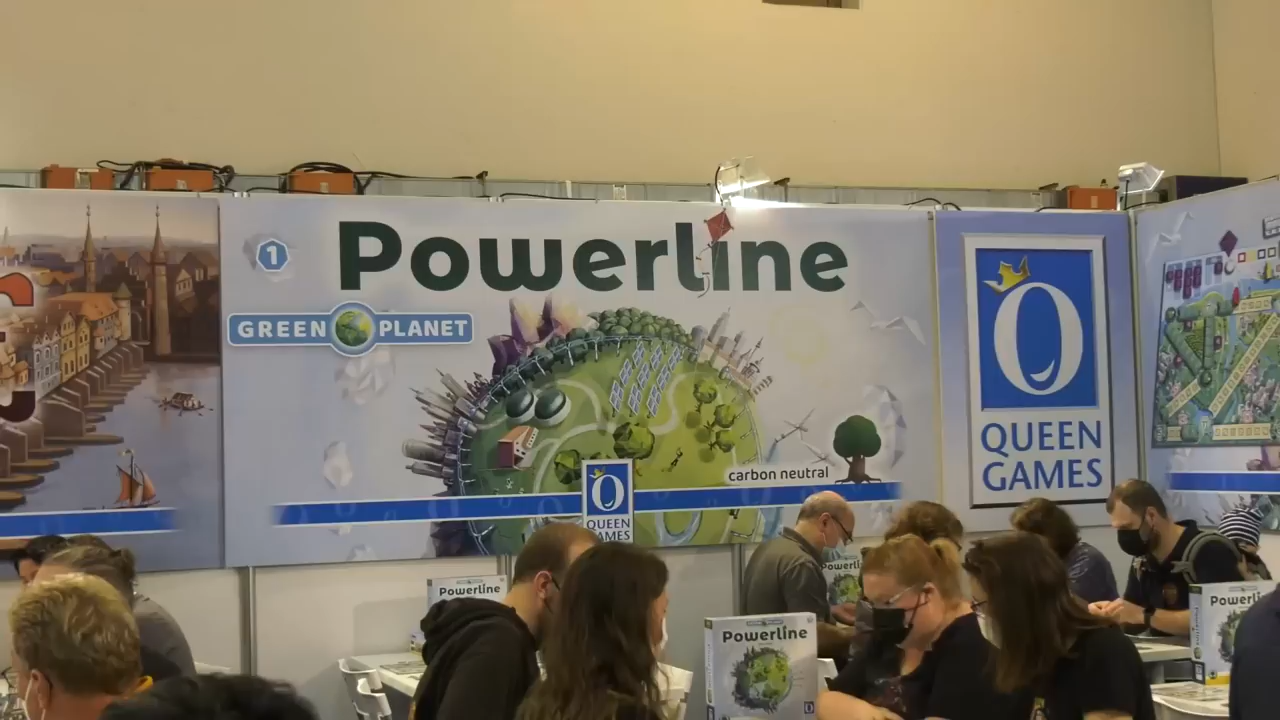 Powerline
1
GREEN PLANET
carbon neutral
QUEEN
GAMES
QUEEN
GAMES
Powerline
Powerline
Powerline